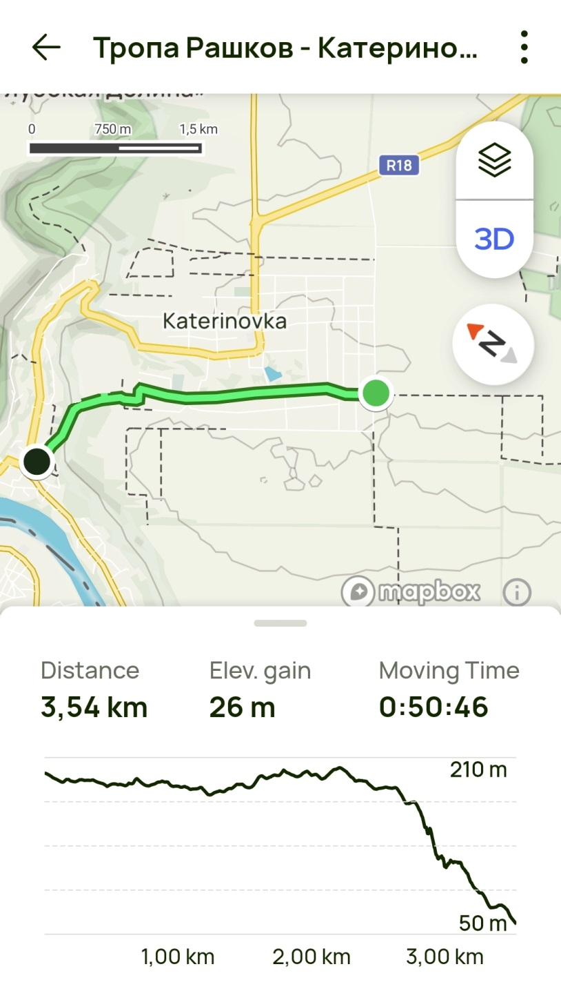 Тропа Рашков - Катерино...
долина»
0 750 m 1,5 km
R18
3D
Katerinovka
N
mapbox
Distance Elev. gain Moving Time
3,54 km 26 m 0:50:46
210 m
50 m
1,00 km 2,00 km 3,00 km